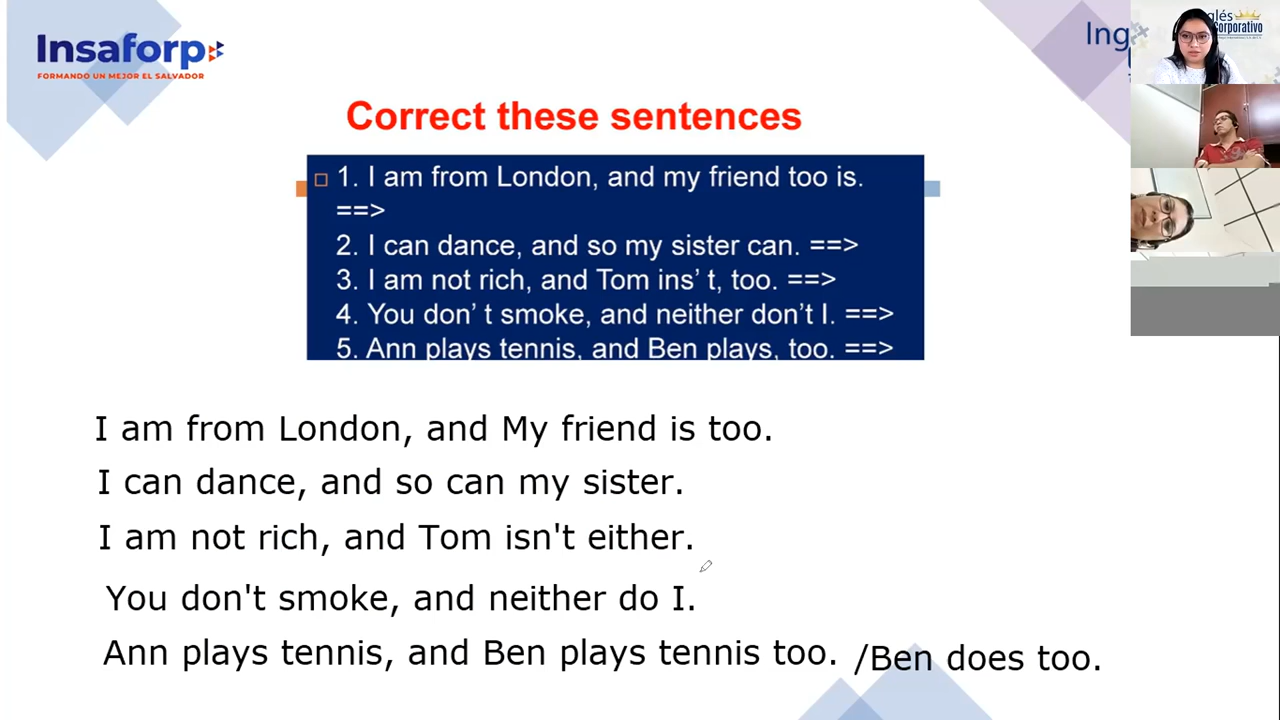 Insaforp
FORMANDO UN MEJOR EL SALVADOR
Correct these sentences
1. I am from London, and my friend too is.
==>
2. I can dance, and so my sister can. ==>
3. I am not rich, and Tom ins’ t, too. ==>
4. You don’ t smoke, and neither don’t I. ==>
5. Ann plays tennis, and Ben plays, too. ==>
I am from London, and My friend is too.
I can dance, and so can my sister.
I am not rich, and Tom isn't either.
You don't smoke, and neither do I.
Ann plays tennis, and Ben plays tennis too. /Ben does too.